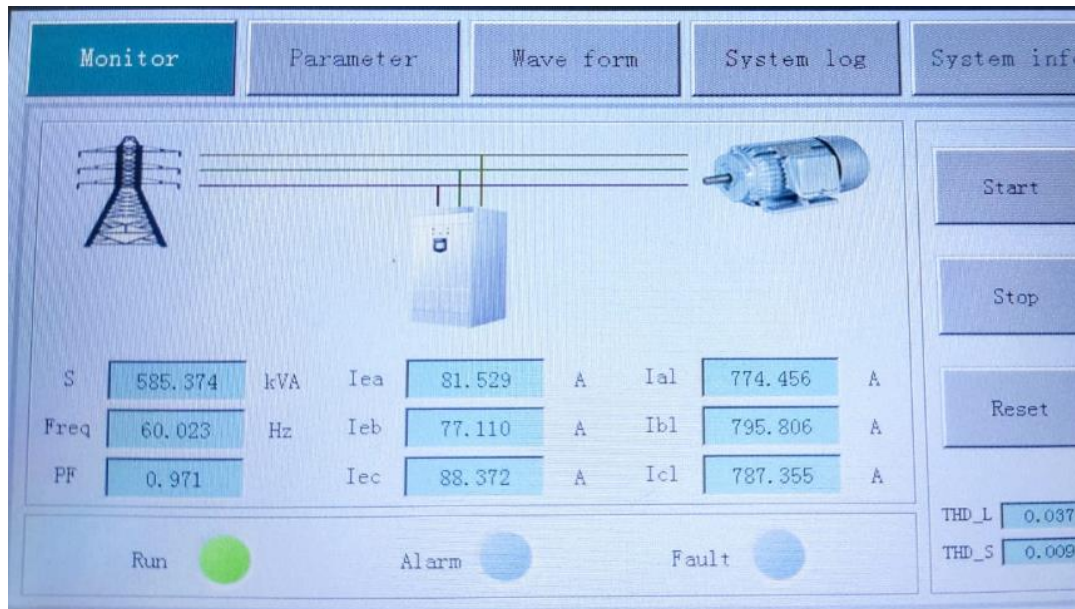 Monitor Parameter Wave form System log System inf
Start
Stop
S 585.374 kVA Iea 81.529 A Ial 774.456 A
Freq 60.023 Hz Ieb 77.110 A Ibl 795.806 A
Reset
PF 0.971 Iec 88.372 A Icl 787.355 A
THD_L 0.037
THD_S 0.009
Run Alarm Fault